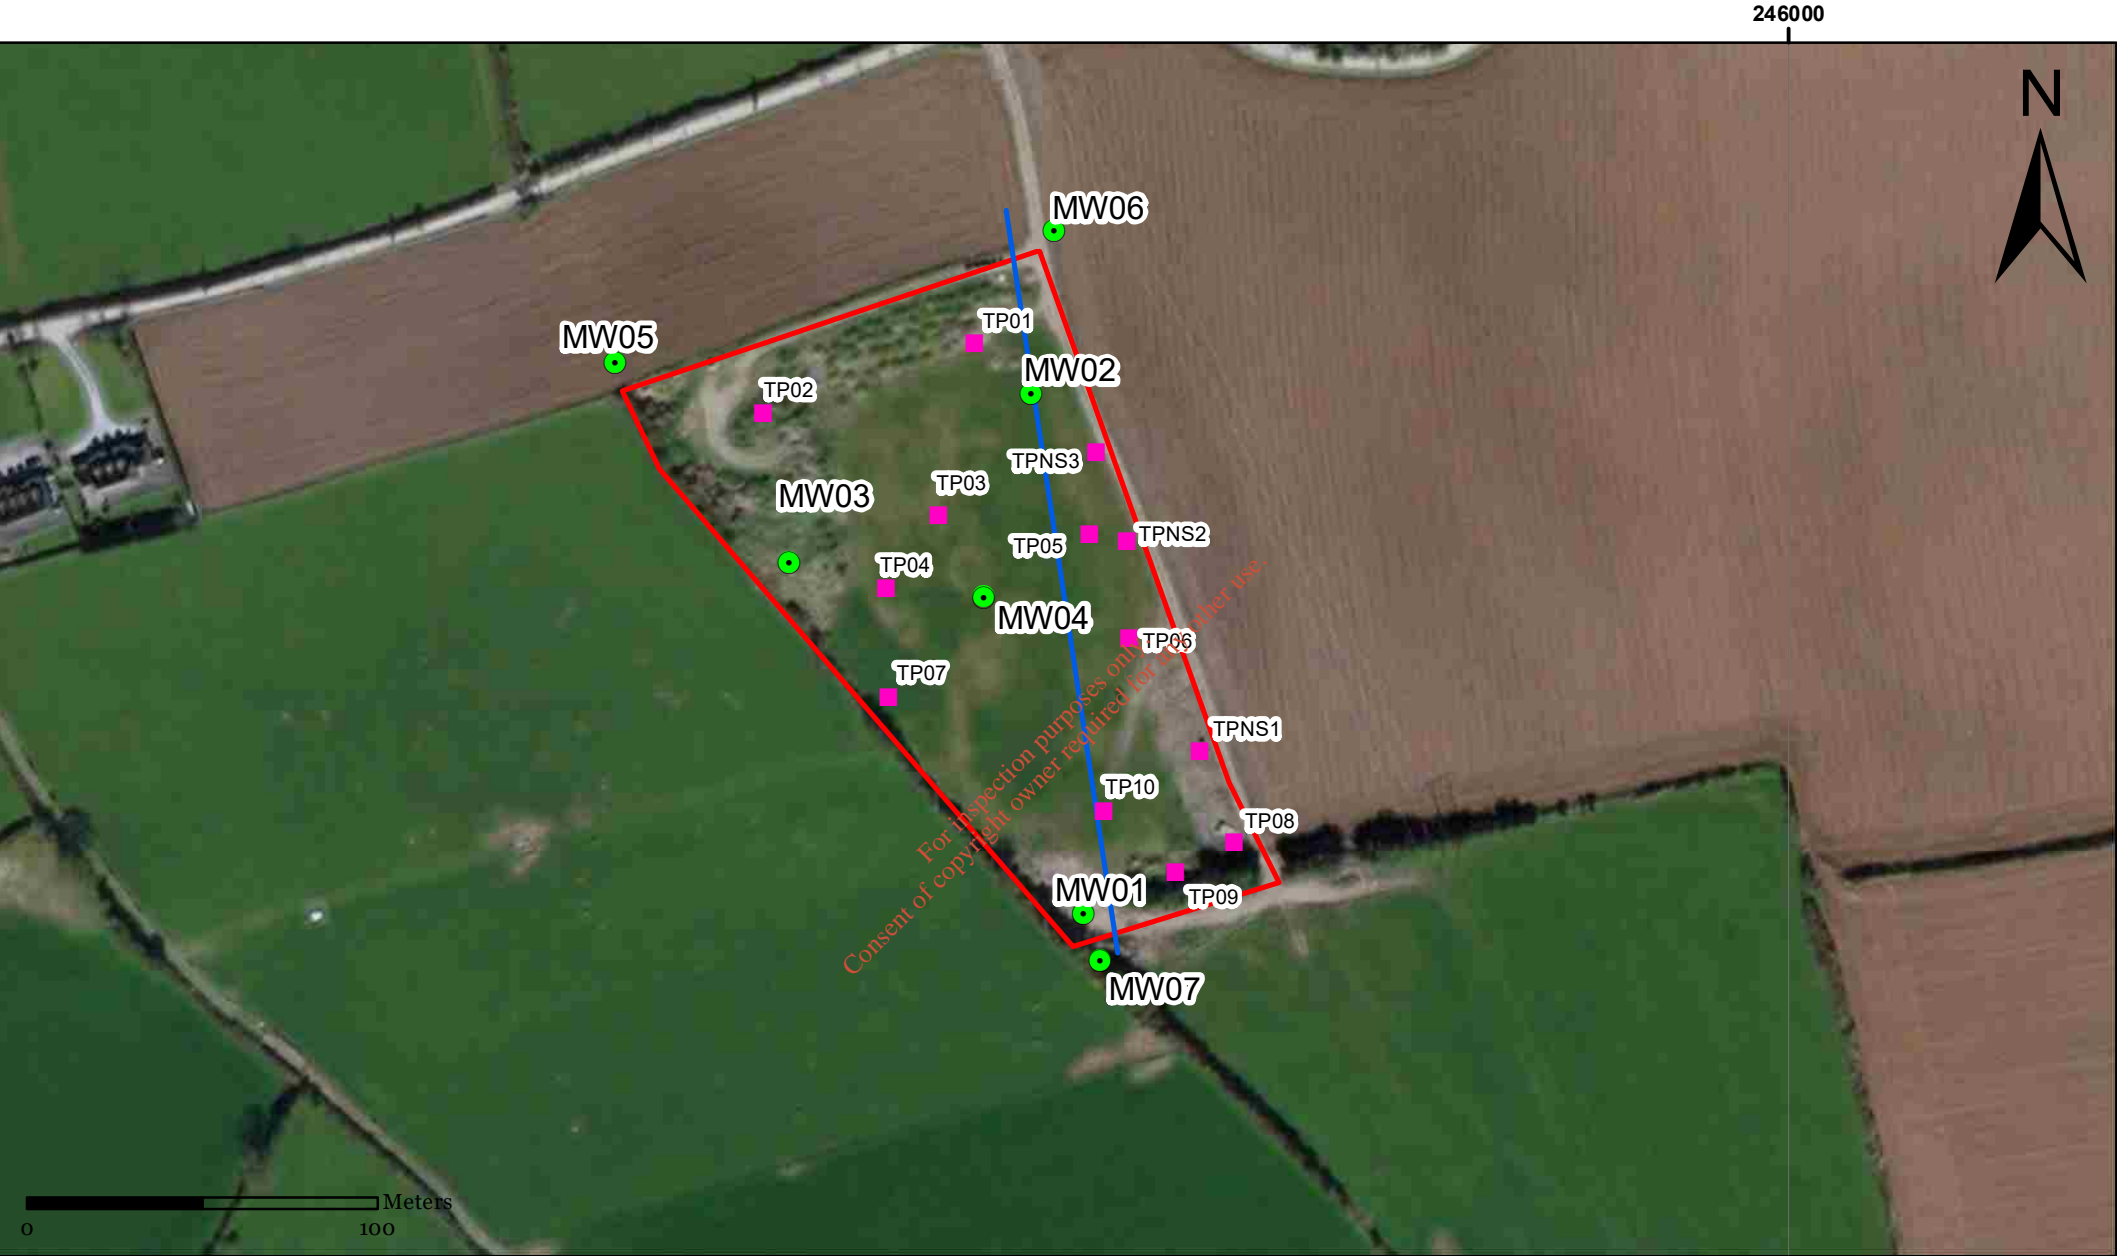 246000
N
MW06
TP01
MW05
MW02
TP02
TPNS3
TP03
MW03
TPNS2
TP05
TP04
MW04
TP06
TP07
TPNS1
TP10
TP08
MW01
TP09
MW07
For inspection purposes only.
Consent of copyright owner required for any other use.
Meters
0 100